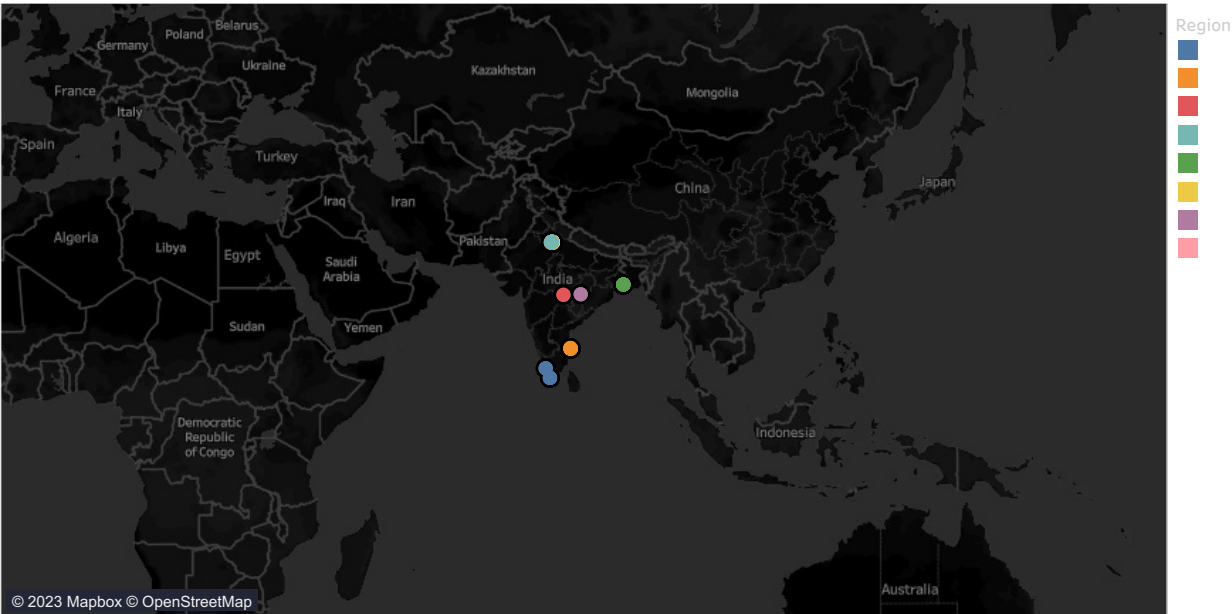 Region
Belarus
Poland
Germany
Ukraine
Kazakhstan
France
Mongolia
Italy
Spain
Turkey
Japan
China
Iraq
Iran
Algeria
Pakistan
Libya
Egypt
Saudi
Arabia
India
Sudan
Yemen
Democratic
Republic
of Congo
Indonesia
Australia
© 2023 Mapbox © OpenStreetMap